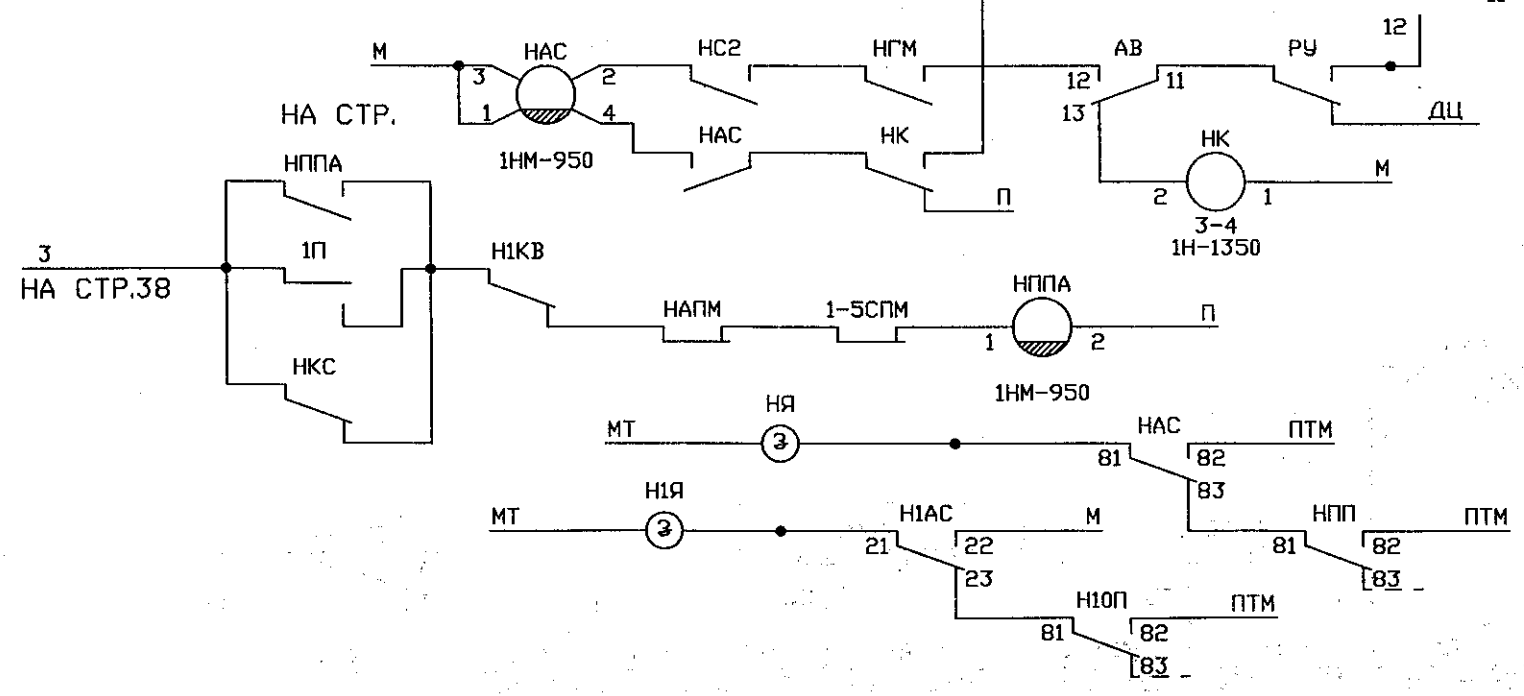 12
М НАС НС2 НГМ АВ РУ
3 2 12 11
НА СТР. 1 4 13 ДЦ
НАС НК НК
1НМ-950
НППА М
2 1
П 3-4
1Н-1350
3 1П Н1КВ
НА СТР.38 НППА
НАПМ 1-5СПМ П
1 2
НКС
1НМ-950
НЯ
МТ З НАС ПТМ
81 82
83
Н1Я
МТ З Н1АС М НПП ПТМ
21 22 81 82
23 83
Н10П ПТМ
81 82
83